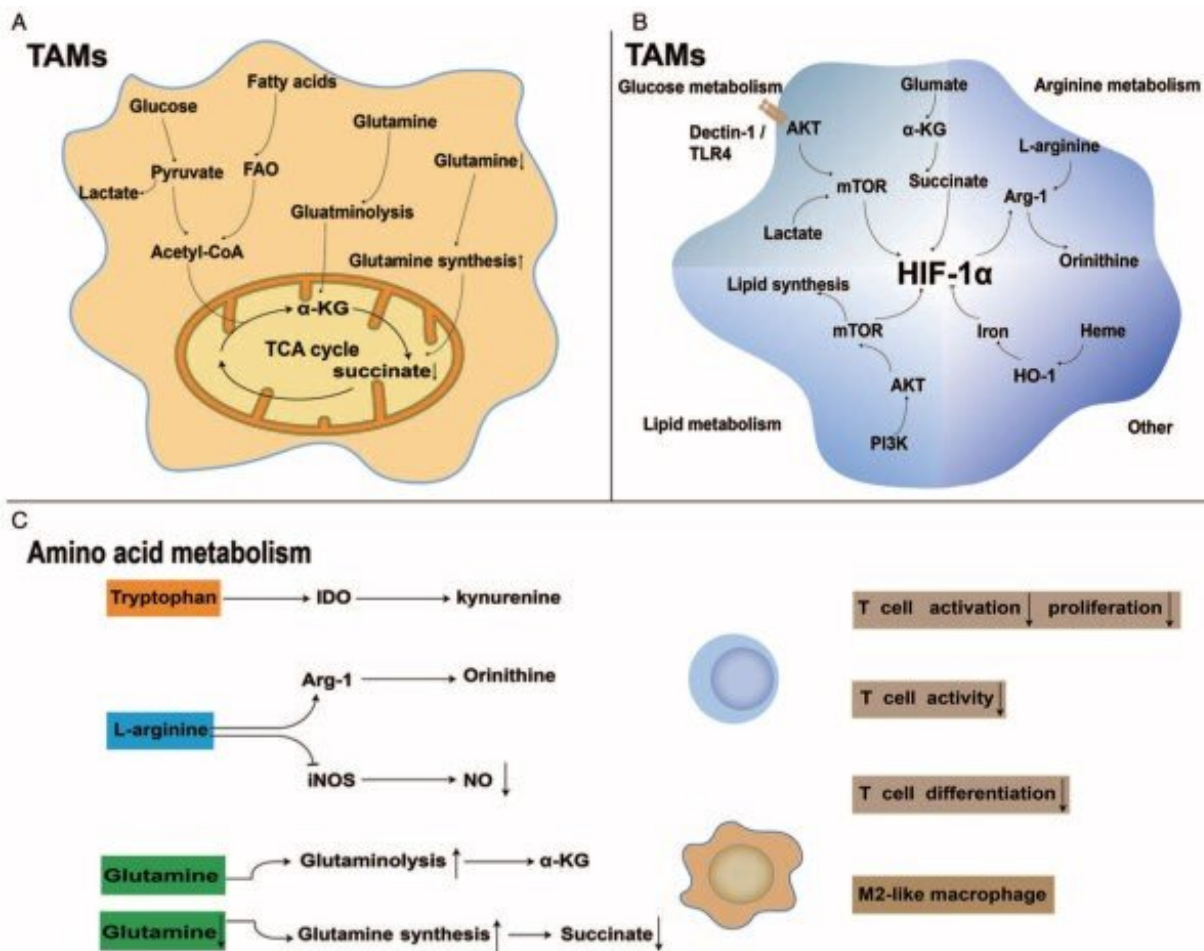 A
TAMs
Fatty acids
Glucose
Glutamine
Glutamine↓
Pyruvate
FAO
Lactate
Gluatminolysis
Acetyl-CoA
Glutamine synthesis↑
α-KG
TCA cycle
succinate↓
B
TAMs
Glucose metabolism
Glumate
Arginine metabolism
Dectin-1 /
TLR4
AKT
α-KG
L-arginine
mTOR
Succinate
Arg-1
Lactate
HIF-1α
Orinithine
Lipid synthesis
mTOR
Iron
Heme
AKT
HO-1
Lipid metabolism
PI3K
Other
C
Amino acid metabolism
Tryptophan IDO kynurenine
Arg-1 Orinithine
L-arginine
iNOS NO ↓
Glutamine Glutaminolysis ↑ α-KG
Glutamine↓ Glutamine synthesis↑ Succinate↓
T cell activation↓ proliferation↓
T cell activity↓
T cell differentiation↓
M2-like macrophage